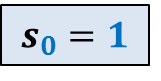 s₀ = 1